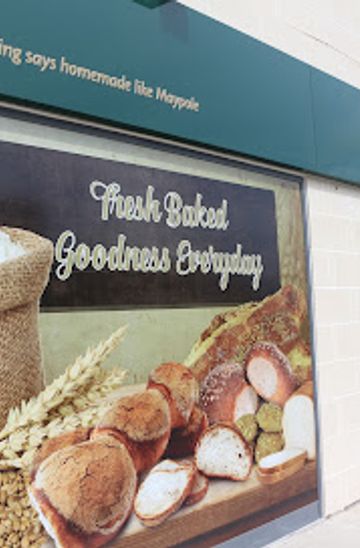 ing says homemade like Maypole
Fresh Baked
Goodness Everyday